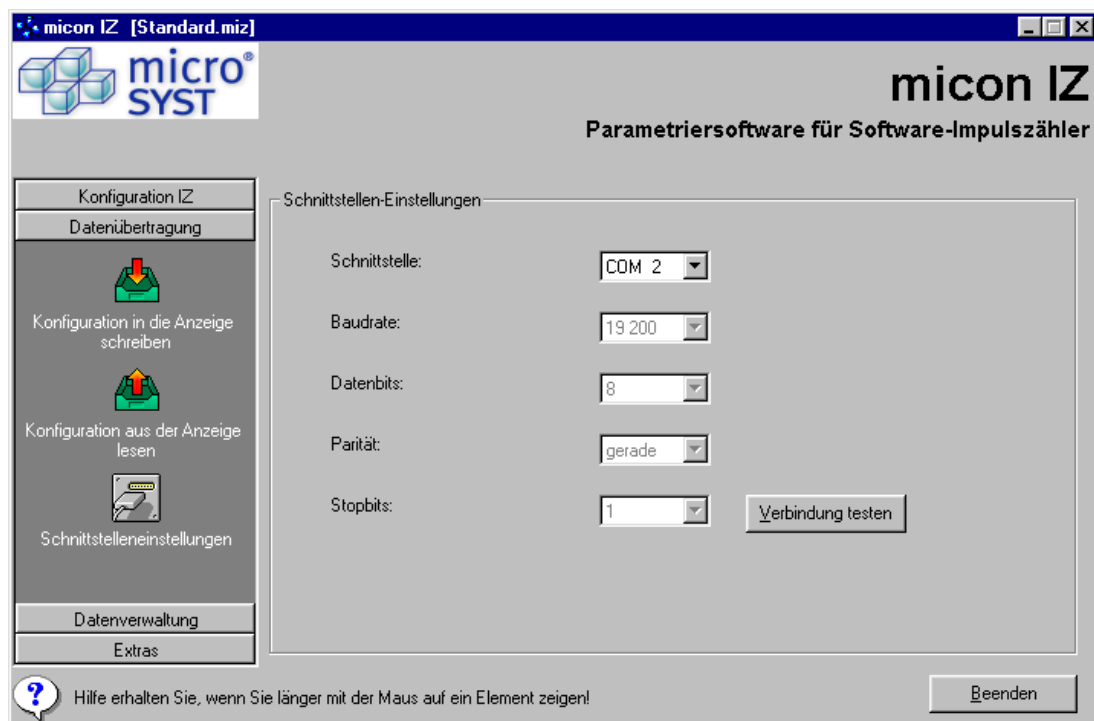 micon IZ [Standard.miz]
micro®
SYST
micon IZ
Parametriersoftware für Software-Impulszähler
Konfiguration IZ
Datenübertragung
Konfiguration in die Anzeige
schreiben
Konfiguration aus der Anzeige
lesen
Schnittstelleneinstellungen
Datenverwaltung
Extras
Schnittstellen-Einstellungen
Schnittstelle:
COM 2
Baudrate:
19 200
Datenbits:
8
Parität:
gerade
Stopbits:
1
Verbindung testen
? Hilfe erhalten Sie, wenn Sie länger mit der Maus auf ein Element zeigen!
Beenden